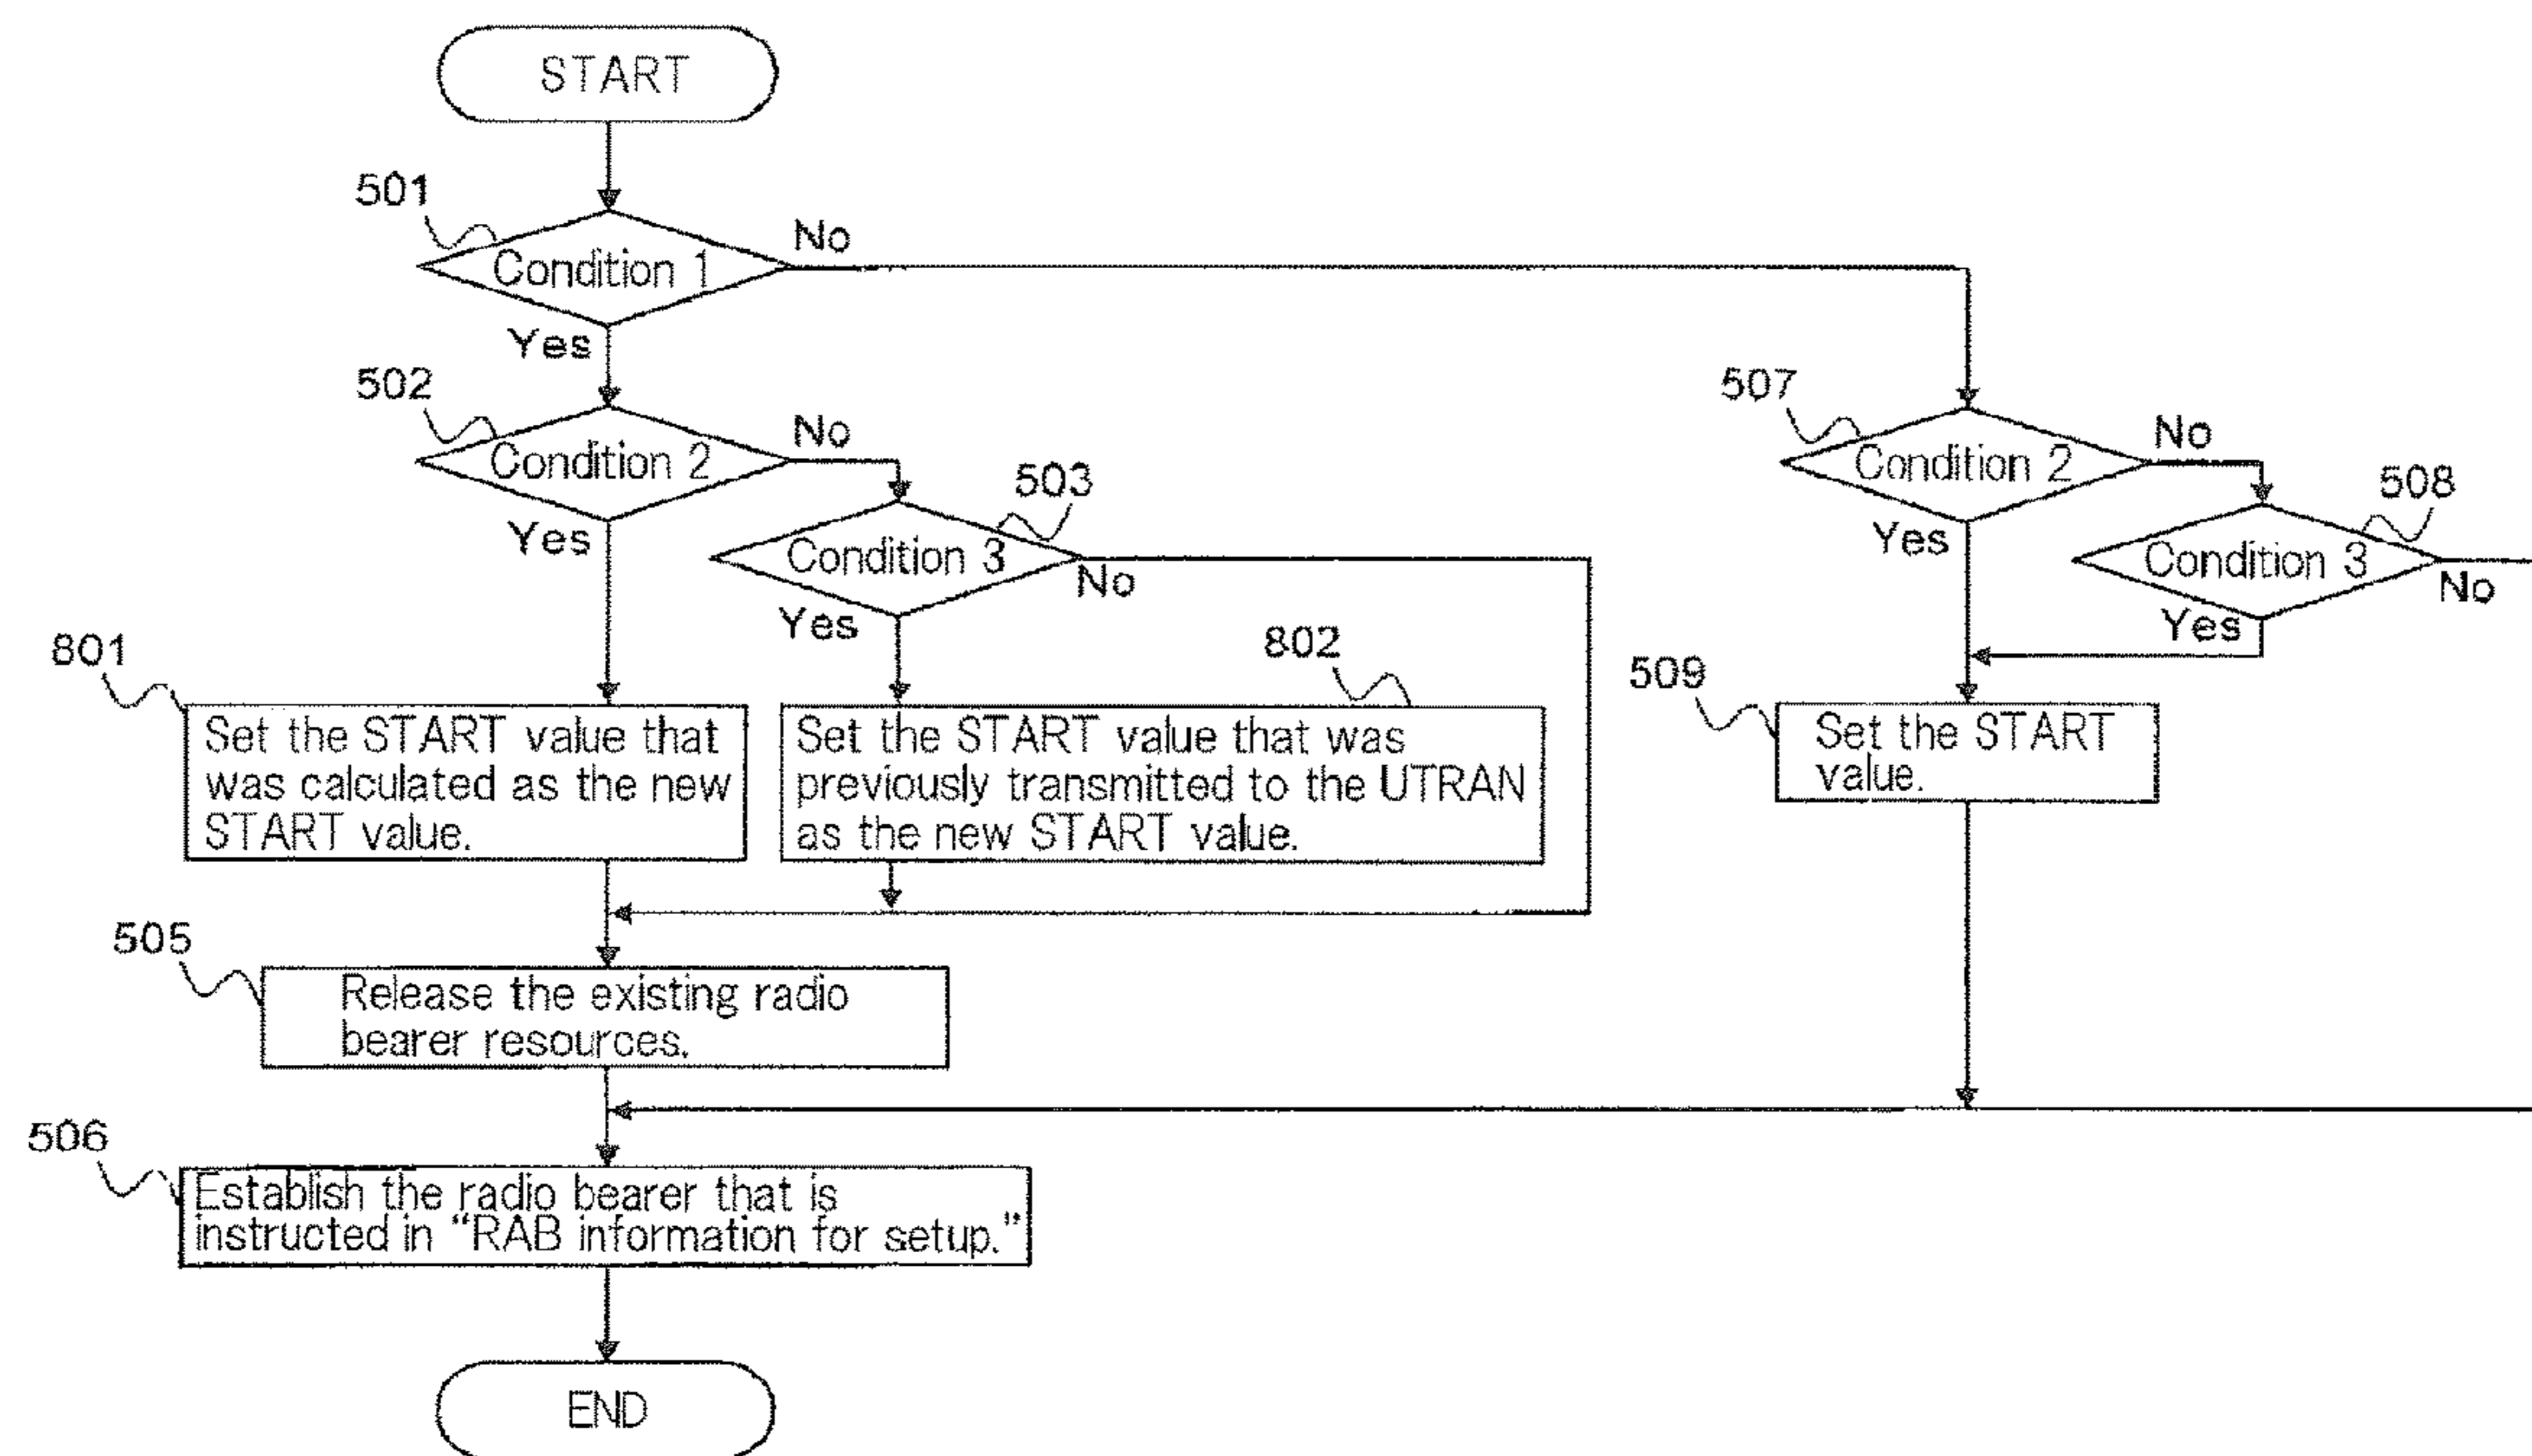 START
501
Condition 1
No
Yes
502
Condition 2
No
Yes
503
Condition 3
No
Yes
507
Condition 2
No
Yes
508
Condition 3
No
Yes
801
Set the START value that
was calculated as the new
START value.
802
Set the START value that was
previously transmitted to the UTRAN
as the new START value.
509
Set the START
value.
505
Release the existing radio
bearer resources.
506
Establish the radio bearer that is
instructed in “RAB information for setup.”
END